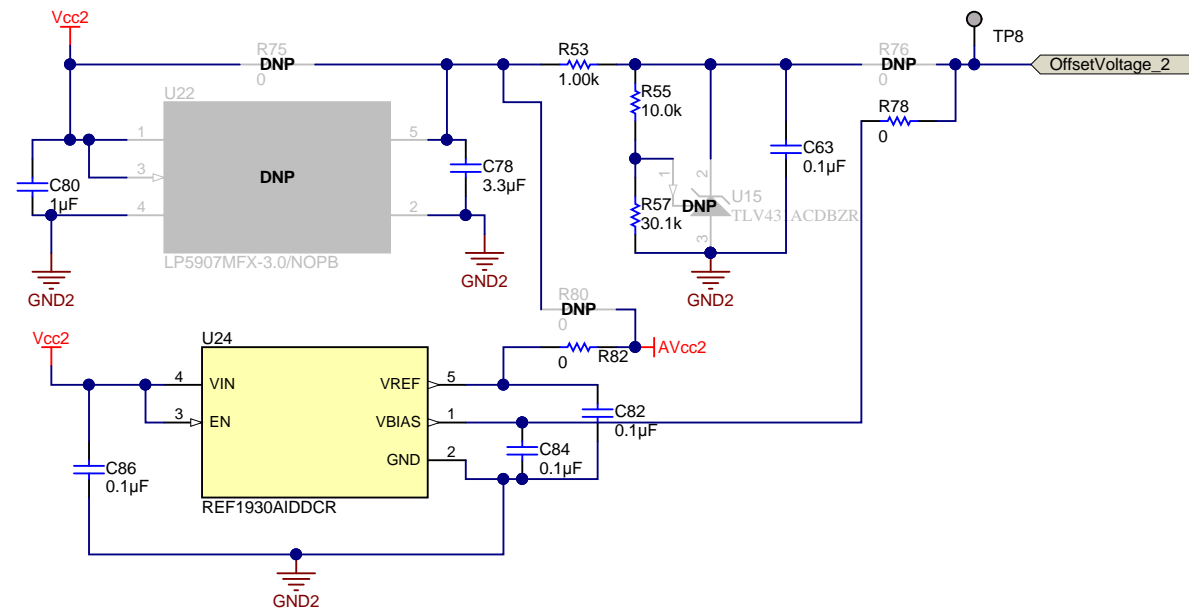 Vcc2
R75
DNP
0
R53
1.00k
R76
DNP
0
TP8
OffsetVoltage_2
U22
1
3
4
5
2
DNP
LP5907MFX-3.0/NOPB
C80
1µF
GND2
C78
3.3µF
GND2
R55
10.0k
R57
30.1k
1
2
3
DNP
U15
TLV431ACDBZR
GND2
C63
0.1µF
R78
0
R80
DNP
0
R82
0
AVcc2
Vcc2
U24
4
VIN
3
EN
VREF
5
VBIAS
1
GND
2
REF1930AIDDCR
C86
0.1µF
C84
0.1µF
C82
0.1µF
GND2